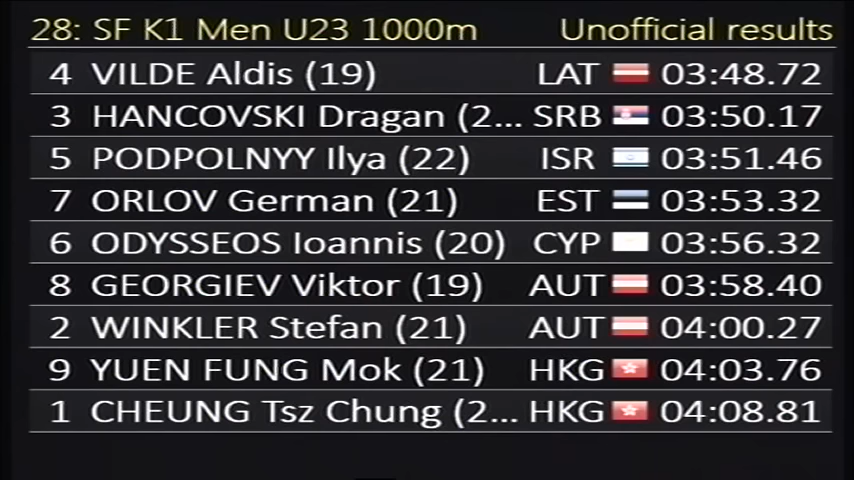 28: SF K1 Men U23 1000m Unofficial results
4 VILDE Aldis (19) LAT 03:48.72
3 HANCOVSKI Dragan (2... SRB 03:50.17
5 PODPOLNYY Ilya (22) ISR 03:51.46
7 ORLOV German (21) EST 03:53.32
6 ODYSSEOS Ioannis (20) CYP 03:56.32
8 GEORGIEV Viktor (19) AUT 03:58.40
2 WINKLER Stefan (21) AUT 04:00.27
9 YUEN FUNG Mok (21) HKG 04:03.76
1 CHEUNG Tsz Chung (2... HKG 04:08.81